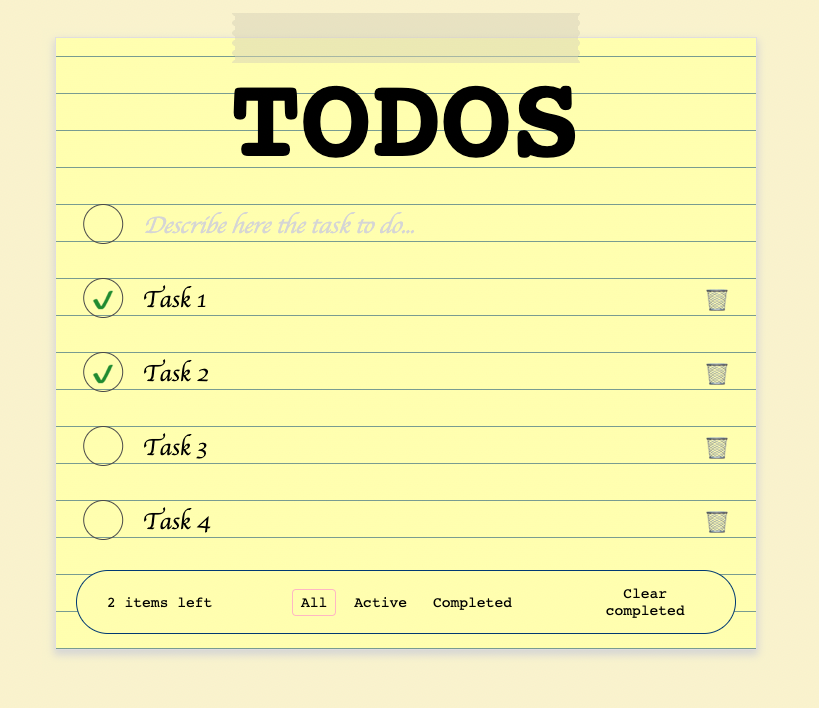 TODOS
Describe here the task to do...
Task 1
Task 2
Task 3
Task 4
2 items left All Active Completed Clear
completed